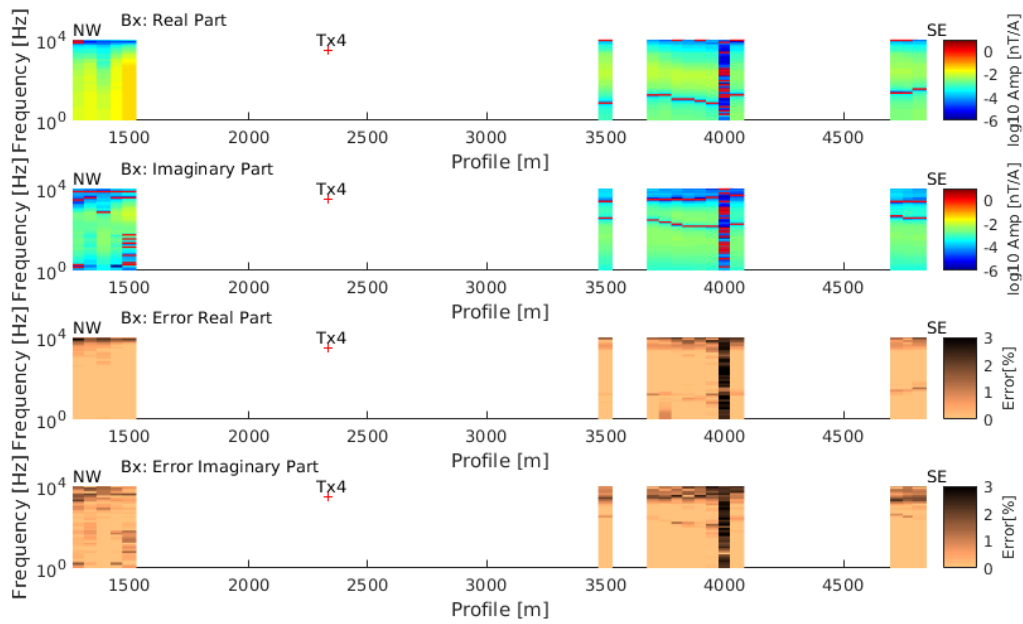 NW Bx: Real Part SE
Tx4
Frequency [Hz]
10^4
10^0
1500 2000 2500 3000 3500 4000 4500
Profile [m]
0
-2
-4
-6
log10 Amp [nT/A]
NW Bx: Imaginary Part SE
Tx4
Frequency [Hz]
10^4
10^0
1500 2000 2500 3000 3500 4000 4500
Profile [m]
0
-2
-4
-6
log10 Amp [nT/A]
NW Bx: Error Real Part SE
Tx4
Frequency [Hz]
10^4
10^0
1500 2000 2500 3000 3500 4000 4500
Profile [m]
3
2
1
0
Error[%]
NW Bx: Error Imaginary Part SE
Tx4
Frequency [Hz]
10^4
10^0
1500 2000 2500 3000 3500 4000 4500
Profile [m]
3
2
1
0
Error[%]